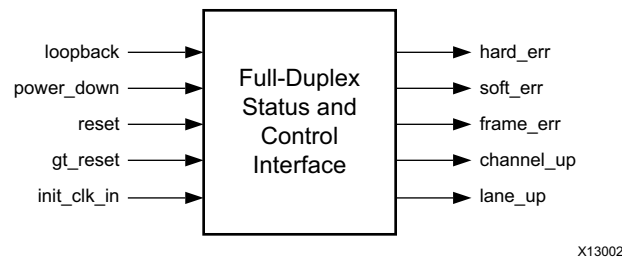 loopback
power_down
reset
gt_reset
init_clk_in
Full-Duplex
Status and
Control
Interface
hard_err
soft_err
frame_err
channel_up
lane_up
X13002